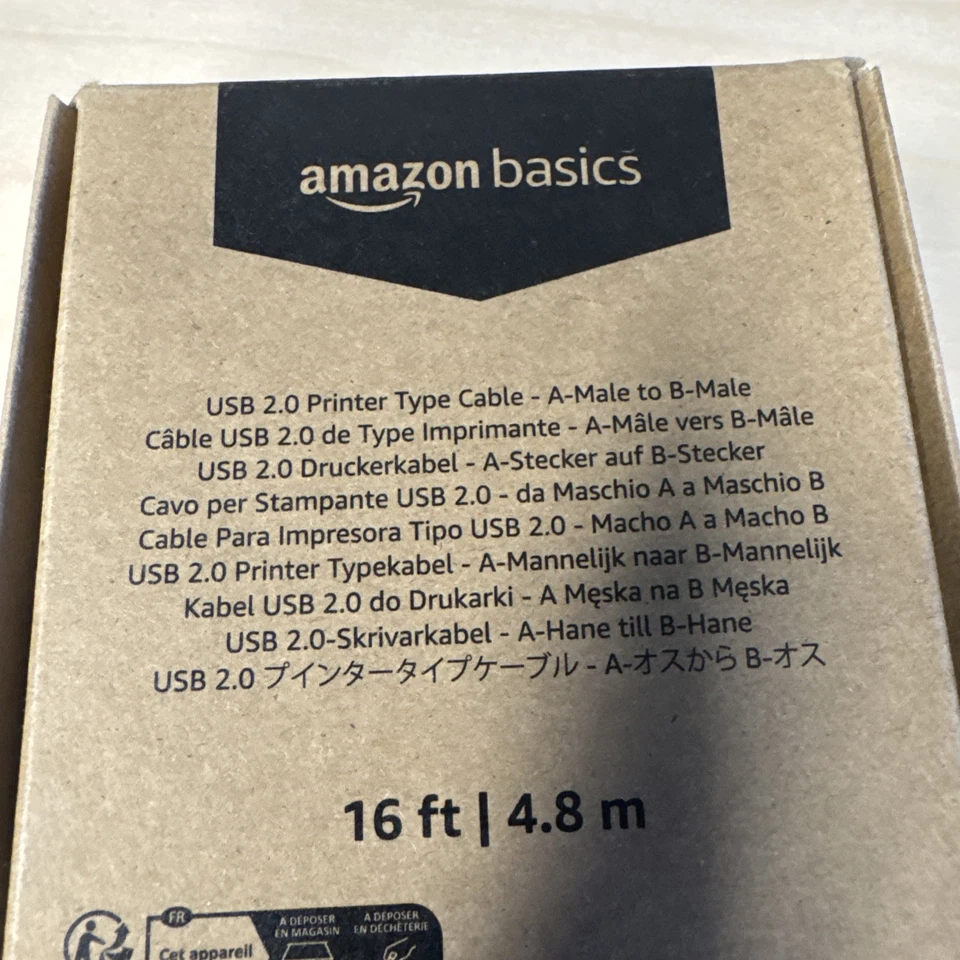 amazon basics
USB 2.0 Printer Type Cable - A-Male to B-Male
Câble USB 2.0 de Type Imprimante - A-Mâle vers B-Mâle
USB 2.0 Druckerkabel - A-Stecker auf B-Stecker
Cavo per Stampante USB 2.0 - da Maschio A a Maschio B
Cable Para Impresora Tipo USB 2.0 - Macho A a Macho B
USB 2.0 Printer Typekabel - A-Mannelijk naar B-Mannelijk
Kabel USB 2.0 do Drukarki - A Męska na B Męska
USB 2.0-Skrivarkabel - A-Hane till B-Hane
USB 2.0 プインタータイプケーブル - A-オスから B-オス
16 ft | 4.8 m
FR
Cet appareil
À DÉPOSER
EN MAGASIN
À DÉPOSER
EN DÉCHÈTERIE